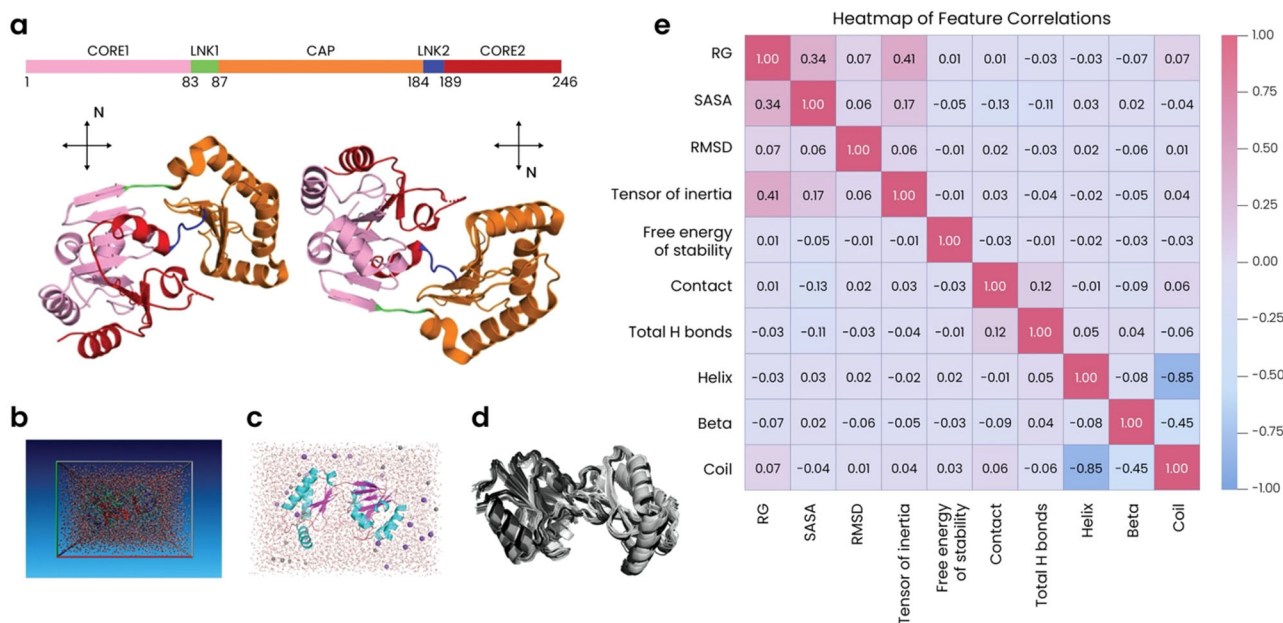 a
CORE1 LNK1 CAP LNK2 CORE2
1 83 87 184 189 246
N
N
b
c
d
e
Heatmap of Feature Correlations
RG 1.00 0.34 0.07 0.41 0.01 0.01 -0.03 -0.03 -0.07 0.07
SASA 0.34 1.00 0.06 0.17 -0.05 -0.13 -0.11 0.03 0.02 -0.04
RMSD 0.07 0.06 1.00 0.06 -0.01 0.02 -0.03 0.02 -0.06 0.01
Tensor of inertia 0.41 0.17 0.06 1.00 -0.01 0.03 -0.04 -0.02 -0.05 0.04
Free energy
of stability 0.01 -0.05 -0.01 -0.01 1.00 -0.03 -0.01 -0.02 -0.03 -0.03
Contact 0.01 -0.13 0.02 0.03 -0.03 1.00 0.12 -0.01 -0.09 0.06
Total H bonds -0.03 -0.11 -0.03 -0.04 -0.01 0.12 1.00 0.05 0.04 -0.06
Helix -0.03 0.03 0.02 -0.02 0.02 -0.01 0.05 1.00 -0.08 -0.85
Beta -0.07 0.02 -0.06 -0.05 -0.03 -0.09 0.04 -0.08 1.00 -0.45
Coil 0.07 -0.04 0.01 0.04 0.03 0.06 -0.06 -0.85 -0.45 1.00
RG
SASA
RMSD
Tensor of inertia
Free energy
of stability
Contact
Total H bonds
Helix
Beta
Coil
1.00
0.75
0.50
0.25
0.00
-0.25
-0.50
-0.75
-1.00